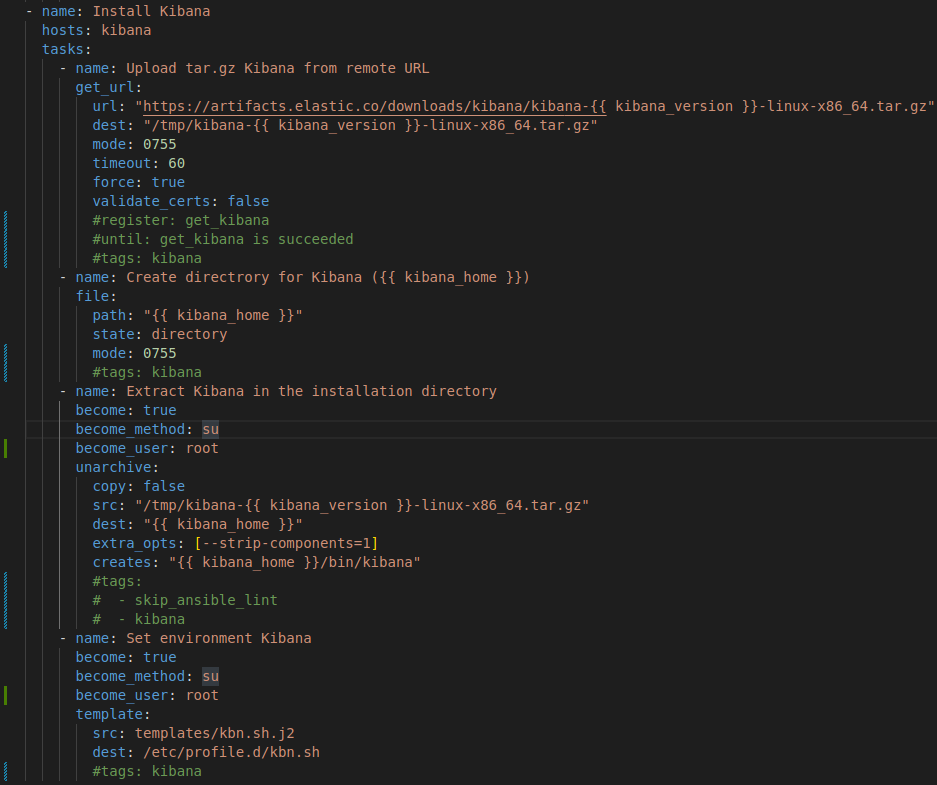 - name: Install Kibana
  hosts: kibana
  tasks:
    - name: Upload tar.gz Kibana from remote URL
      get_url:
        url: "https://artifacts.elastic.co/downloads/kibana/kibana-{{ kibana_version }}-linux-x86_64.tar.gz"
        dest: "/tmp/kibana-{{ kibana_version }}-linux-x86_64.tar.gz"
        mode: 0755
        timeout: 60
        force: true
        validate_certs: false
        #register: get_kibana
        #until: get_kibana is succeeded
        #tags: kibana
    - name: Create directrory for Kibana ({{ kibana_home }})
      file:
        path: "{{ kibana_home }}"
        state: directory
        mode: 0755
        #tags: kibana
    - name: Extract Kibana in the installation directory
      become: true
      become_method: su
      become_user: root
      unarchive:
        copy: false
        src: "/tmp/kibana-{{ kibana_version }}-linux-x86_64.tar.gz"
        dest: "{{ kibana_home }}"
        extra_opts: [--strip-components=1]
        creates: "{{ kibana_home }}/bin/kibana"
        #tags:
        #  - skip_ansible_lint
        #  - kibana
    - name: Set environment Kibana
      become: true
      become_method: su
      become_user: root
      template:
        src: templates/kbn.sh.j2
        dest: /etc/profile.d/kbn.sh
        #tags: kibana